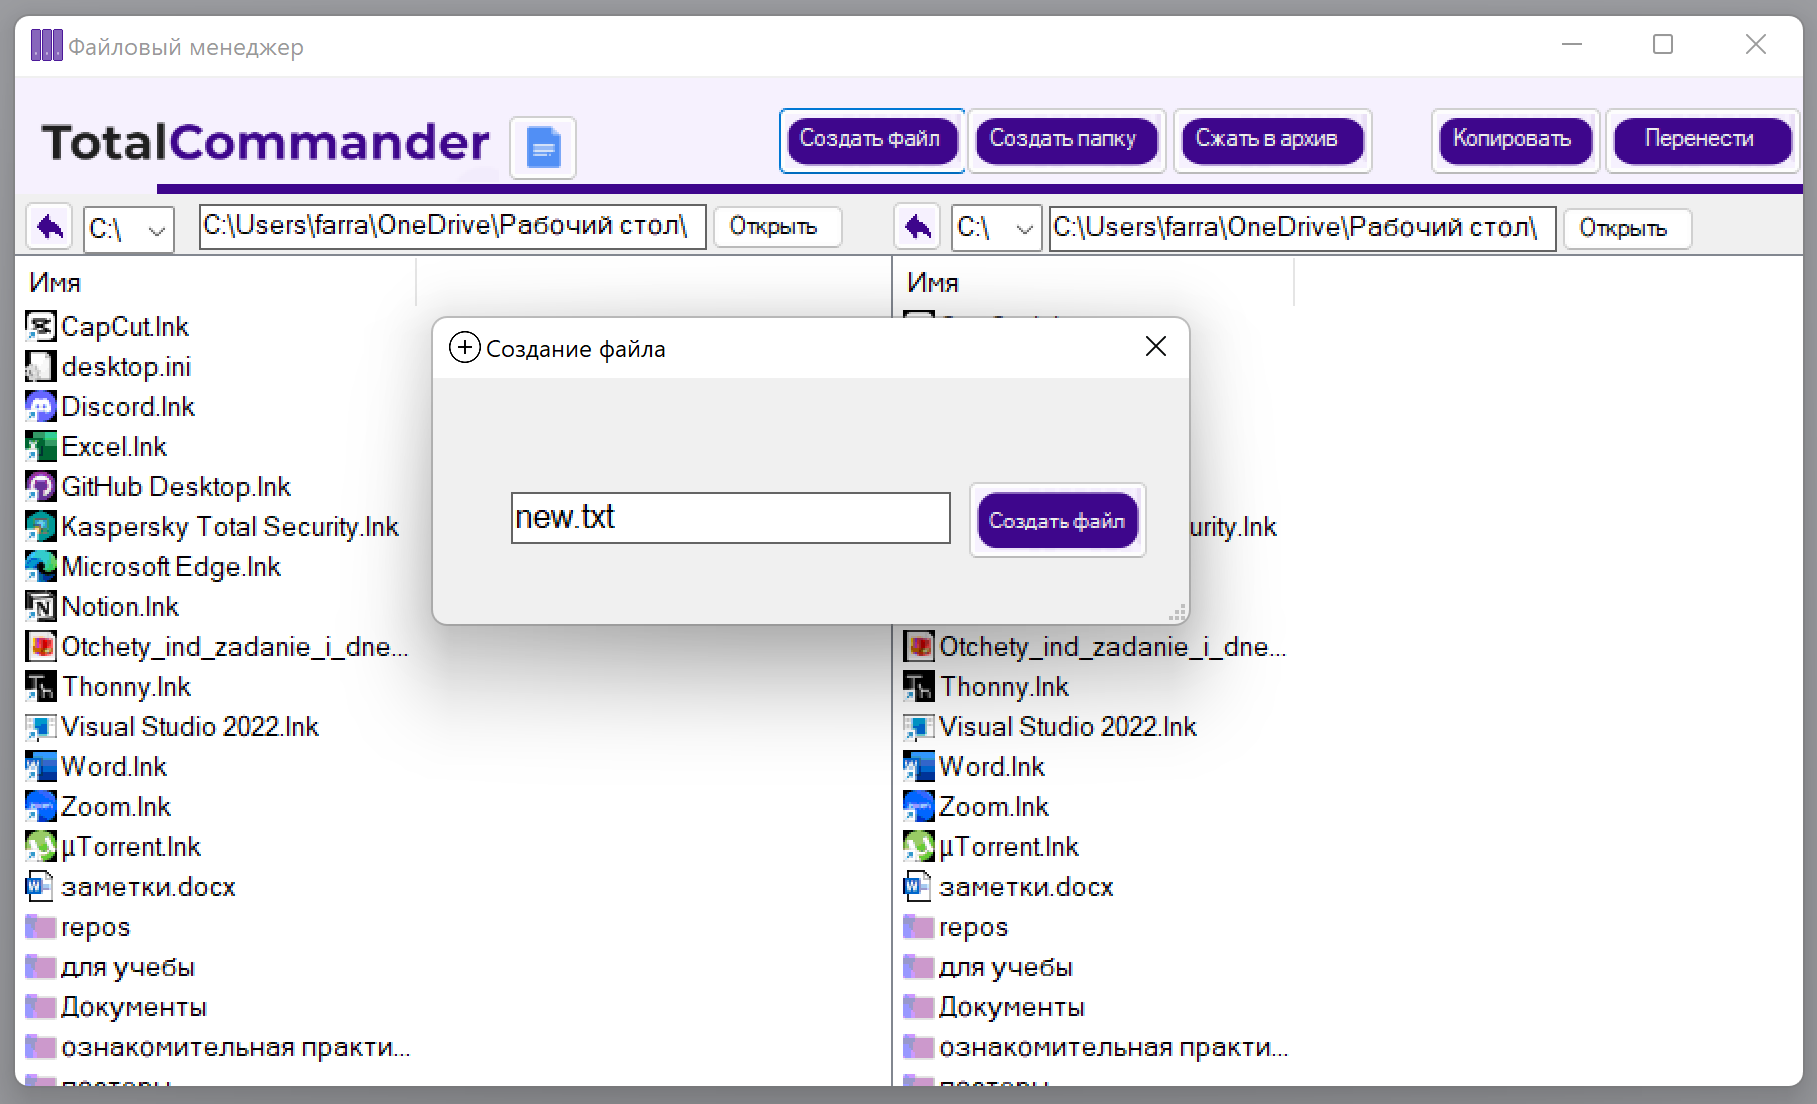 Файловый менеджер
TotalCommander
Создать файл
Создать папку
Сжать в архив
Копировать
Перенести
C:\
C:\Users\farra\OneDrive\Рабочий стол\
Открыть
C:\
C:\Users\farra\OneDrive\Рабочий стол\
Открыть
Имя
CapCut.lnk
desktop.ini
Discord.lnk
Excel.lnk
GitHub Desktop.lnk
Kaspersky Total Security.lnk
Microsoft Edge.lnk
Notion.lnk
Otchety_ind_zadanie_i_dne...
Thonny.lnk
Visual Studio 2022.lnk
Word.lnk
Zoom.lnk
µTorrent.lnk
заметки.docx
repos
для учебы
Документы
ознакомительная практи...
Создание файла
new.txt
Создать файл
Имя
urity.lnk
Otchety_ind_zadanie_i_dne...
Thonny.lnk
Visual Studio 2022.lnk
Word.lnk
Zoom.lnk
µTorrent.lnk
заметки.docx
repos
для учебы
Документы
ознакомительная практи...